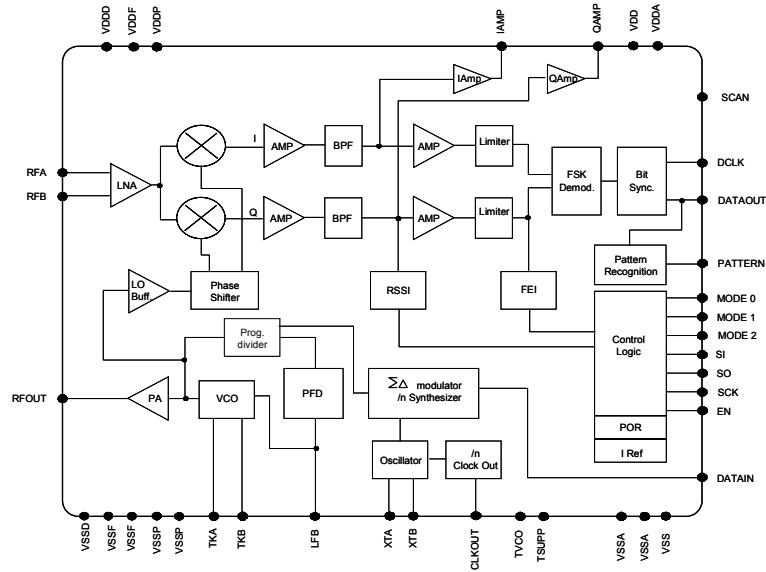 VDDD
VDDF
VDDP
IAMP
QAMP
VDD
VDDA
IAmp
QAmp
SCAN
I
AMP
BPF
AMP
Limiter
RFA
RFB
LNA
FSK
Demod.
Bit
Sync.
DCLK
DATAOUT
Q
AMP
BPF
AMP
Limiter
Pattern
Recognition
PATTERN
LO
Buff.
Phase
Shifter
RSSI
FEI
MODE 0
MODE 1
MODE 2
SI
SO
SCK
EN
Control
Logic
Prog.
divider
RFOUT
PA
VCO
PFD
ΣΔ modulator
/n Synthesizer
POR
I Ref
Oscillator
/n
Clock Out
DATAIN
VSSD
VSSF
VSSF
VSSP
VSSP
TKA
TKB
LFB
XTA
XTB
CLKOUT
TVCO
TSUPP
VSSA
VSSA
VSS